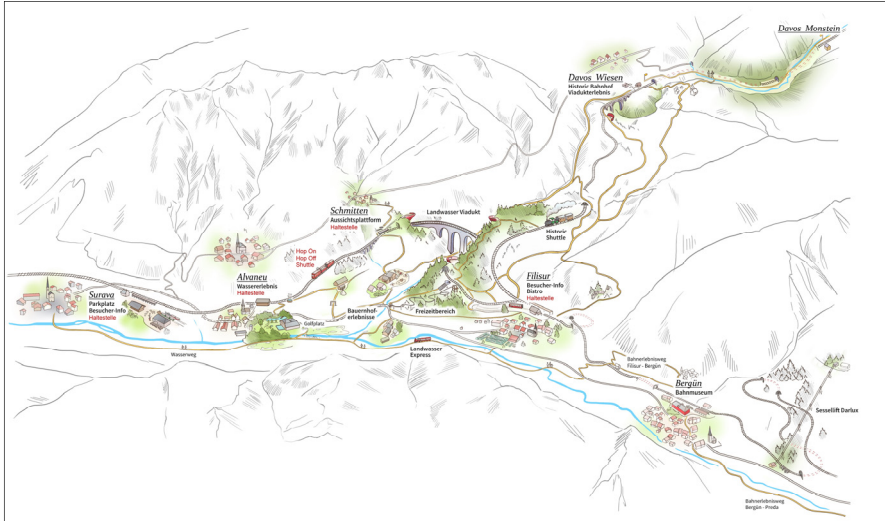 Davos Monstein
Davos Wiesen
Historic Bahnhof
Viadukterlebnis
Schmitten
Aussichtsplattform
Haltestelle
Landwasser Viadukt
Historic
Shuttle
Hop On
Hop Off
Shuttle
Alvaneu
Wassererlebnis
Haltestelle
Filisur
Besucher-Info
Bistro
Haltestelle
Surava
Parkplatz
Besucher-Info
Haltestelle
Bauernhof-
erlebnisse
Freizeitbereich
Golfplatz
Wasserweg
Landwasser
Express
Bahnerlebnisweg
Filisur - Bergün
Bergün
Bahnmuseum
Sessellift Darlux
Bahnerlebnisweg
Bergün - Preda